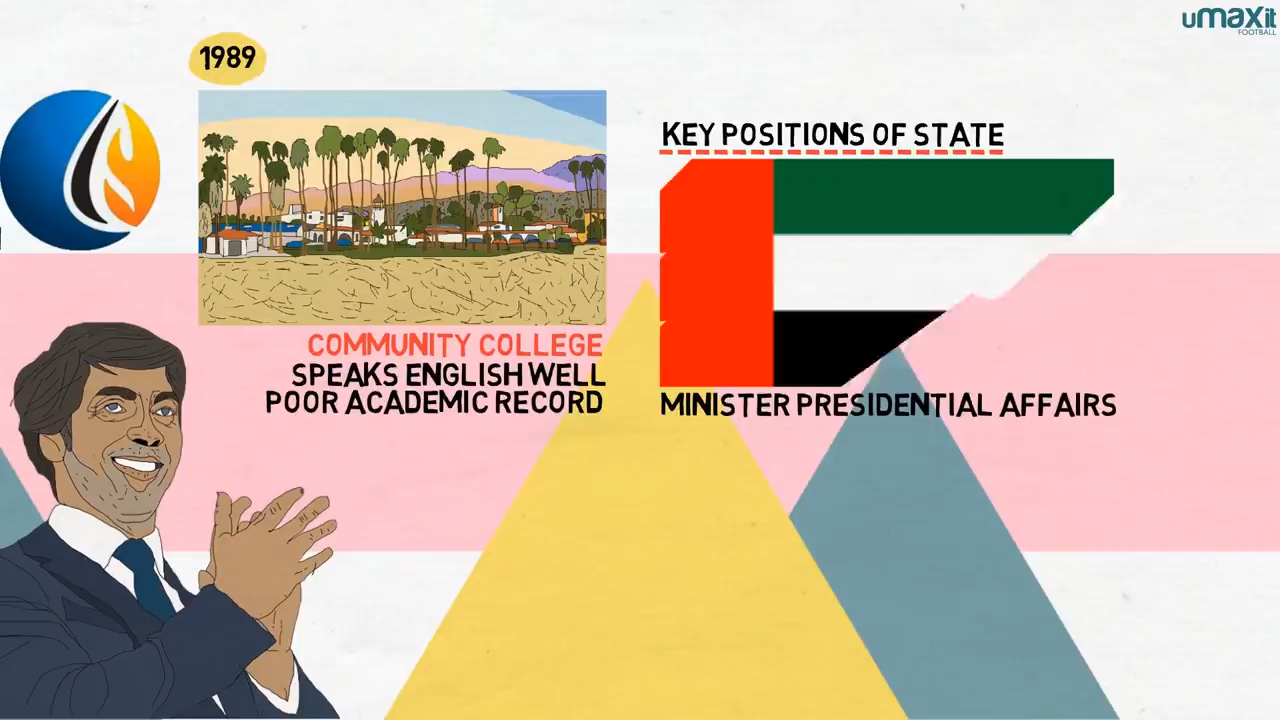 umaxit
FOOTBALL
1989
KEY POSITIONS OF STATE
COMMUNITY COLLEGE
SPEAKS ENGLISH WELL
POOR ACADEMIC RECORD
MINISTER PRESIDENTIAL AFFAIRS